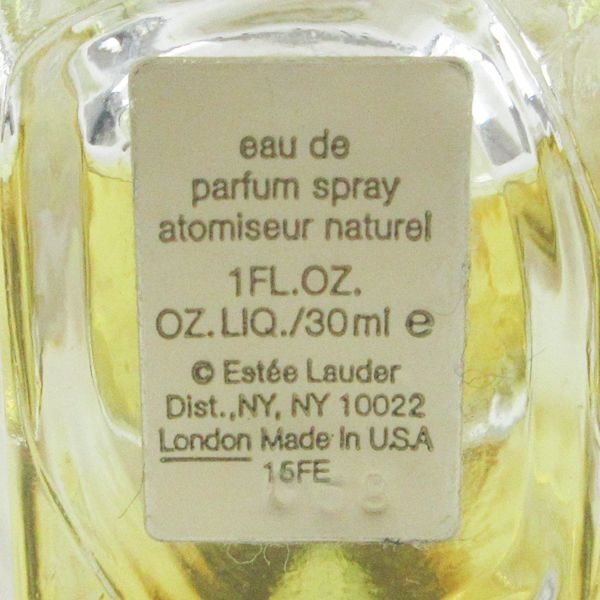 eau de
parfum spray
atomiseur naturel
1FL.OZ.
OZ.LIQ./30ml e
© Estée Lauder
Dist.,NY, NY 10022
London Made In U.S.A
15FE